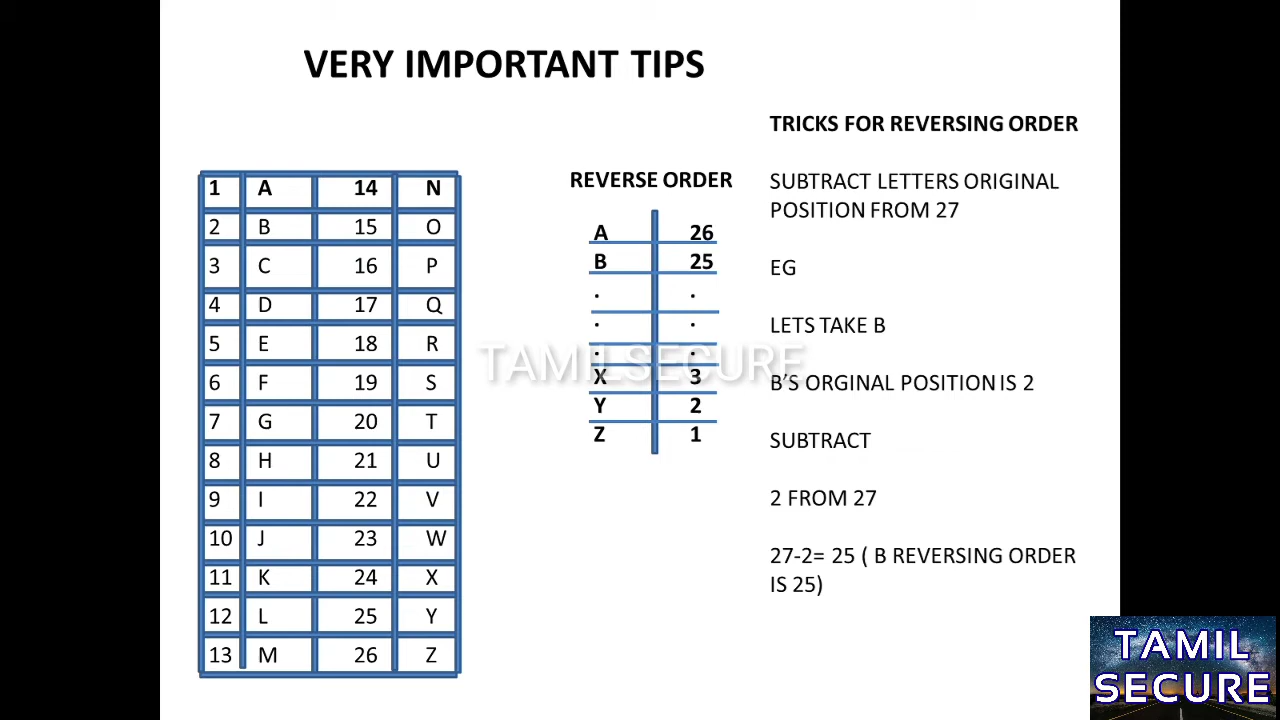 VERY IMPORTANT TIPS
1 A 14 N
2 B 15 O
3 C 16 P
4 D 17 Q
5 E 18 R
6 F 19 S
7 G 20 T
8 H 21 U
9 I 22 V
10 J 23 W
11 K 24 X
12 L 25 Y
13 M 26 Z
REVERSE ORDER
A 26
B 25
. .
. .
. .
X 3
Y 2
Z 1
TRICKS FOR REVERSING ORDER
SUBTRACT LETTERS ORIGINAL
POSITION FROM 27
EG
LETS TAKE B
B’S ORGINAL POSITION IS 2
SUBTRACT
2 FROM 27
27-2= 25 ( B REVERSING ORDER
IS 25)
TAMILSECURE
TAMIL
SECURE